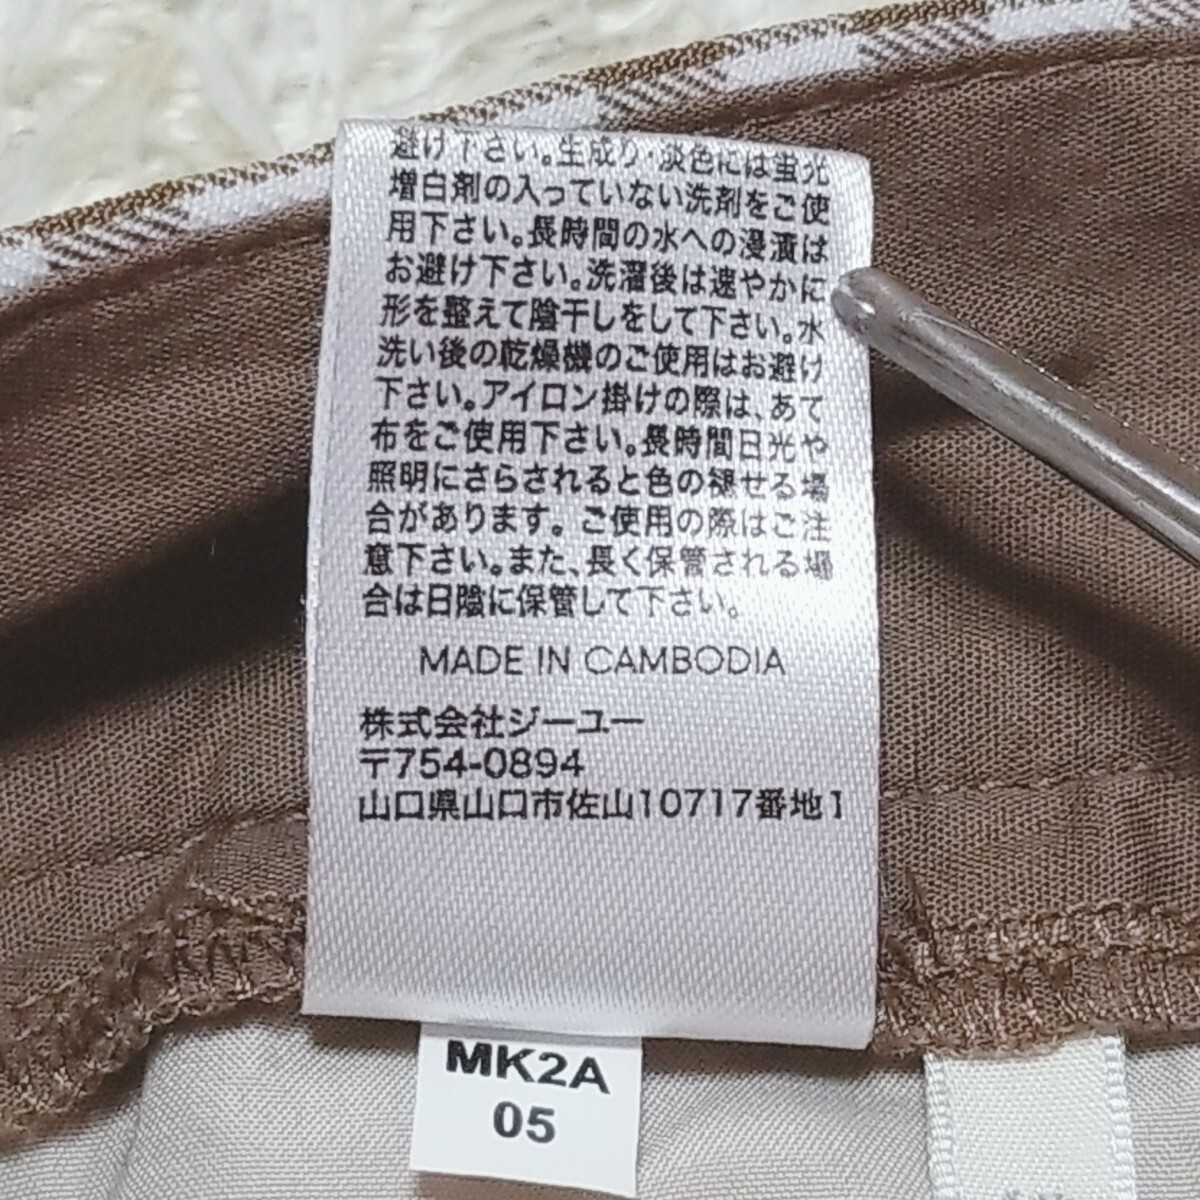 避け下さい。生成り・淡色には蛍光
増白剤の入っていない洗剤をご使
用下さい。長時間の水への浸漬は
お避け下さい。洗濯後は速やかに
形を整えて陰干しをして下さい。水
洗い後の乾燥機のご使用はお避け
下さい。アイロン掛けの際は、あて
布をご使用下さい。長時間日光や
照明にさらされると色の褪せる場
合があります。ご使用の際はご注
意下さい。また、長く保管される場
合は日陰に保管して下さい。
MADE IN CAMBODIA
株式会社ジーユー
〒754-0894
山口県山口市佐山10717番地1
MK2A
05